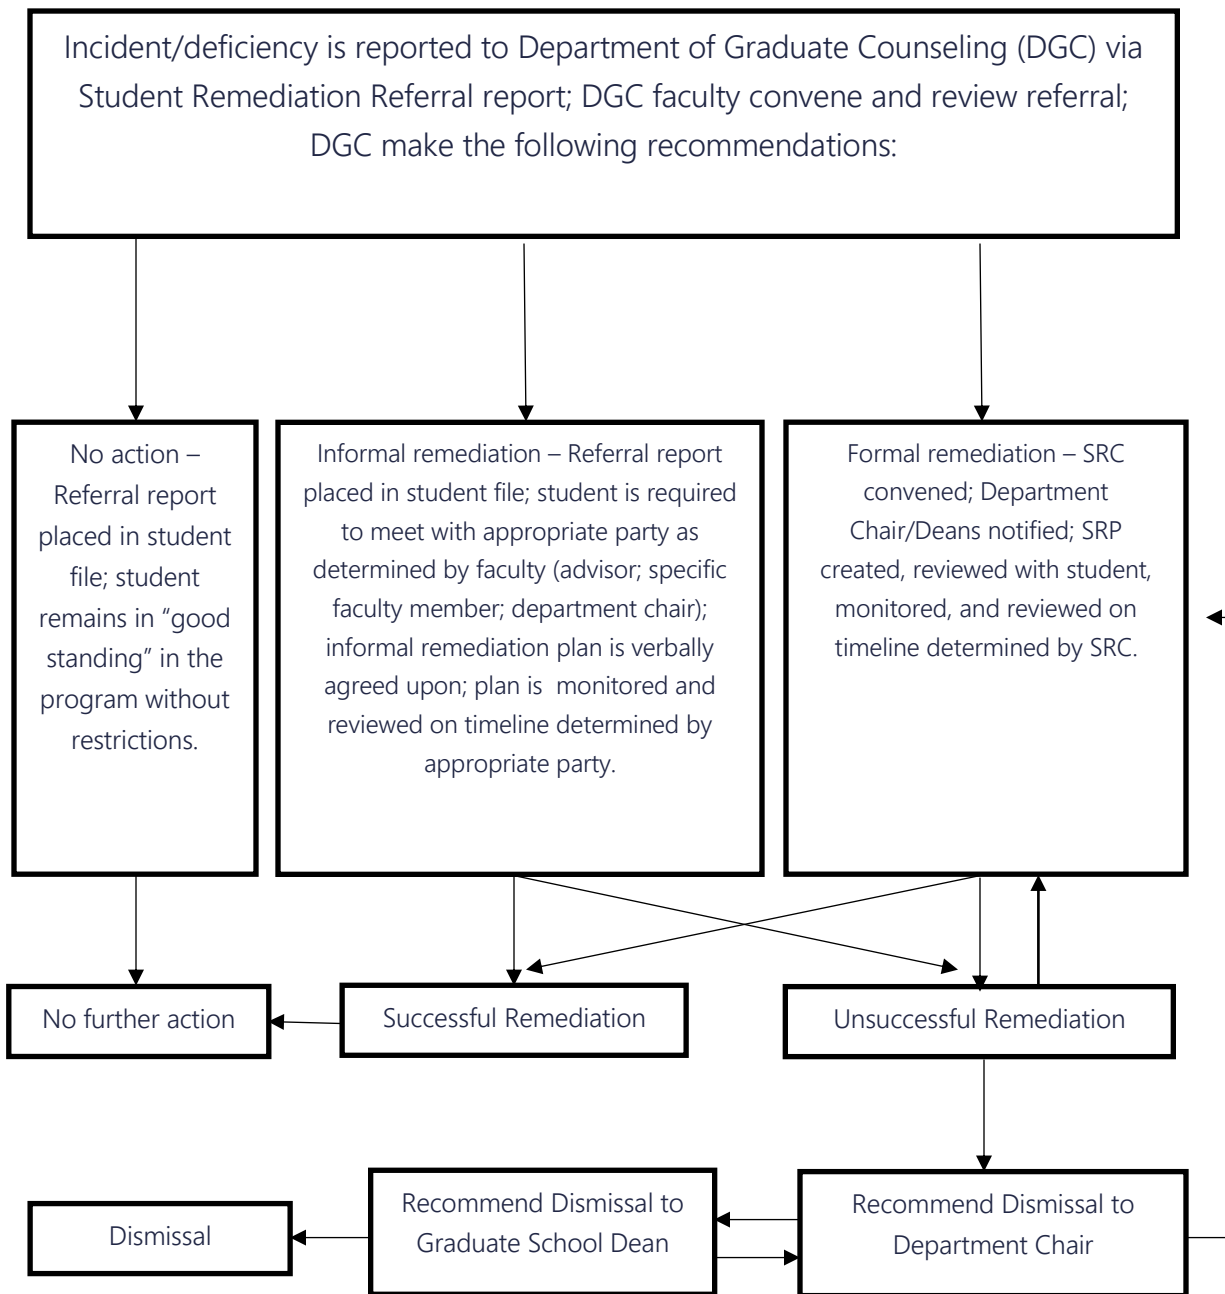 Incident/deficiency is reported to Department of Graduate Counseling (DGC) via
Student Remediation Referral report; DGC faculty convene and review referral;
DGC make the following recommendations:
No action –
Referral report
placed in student
file; student
remains in “good
standing” in the
program without
restrictions.
Informal remediation – Referral report
placed in student file; student is required
to meet with appropriate party as
determined by faculty (advisor; specific
faculty member; department chair);
informal remediation plan is verbally
agreed upon; plan is  monitored and
reviewed on timeline determined by
appropriate party.
Formal remediation – SRC
convened; Department
Chair/Deans notified; SRP
created, reviewed with student,
monitored, and reviewed on
timeline determined by SRC.
No further action
Successful Remediation
Unsuccessful Remediation
Dismissal
Recommend Dismissal to
Graduate School Dean
Recommend Dismissal to
Department Chair